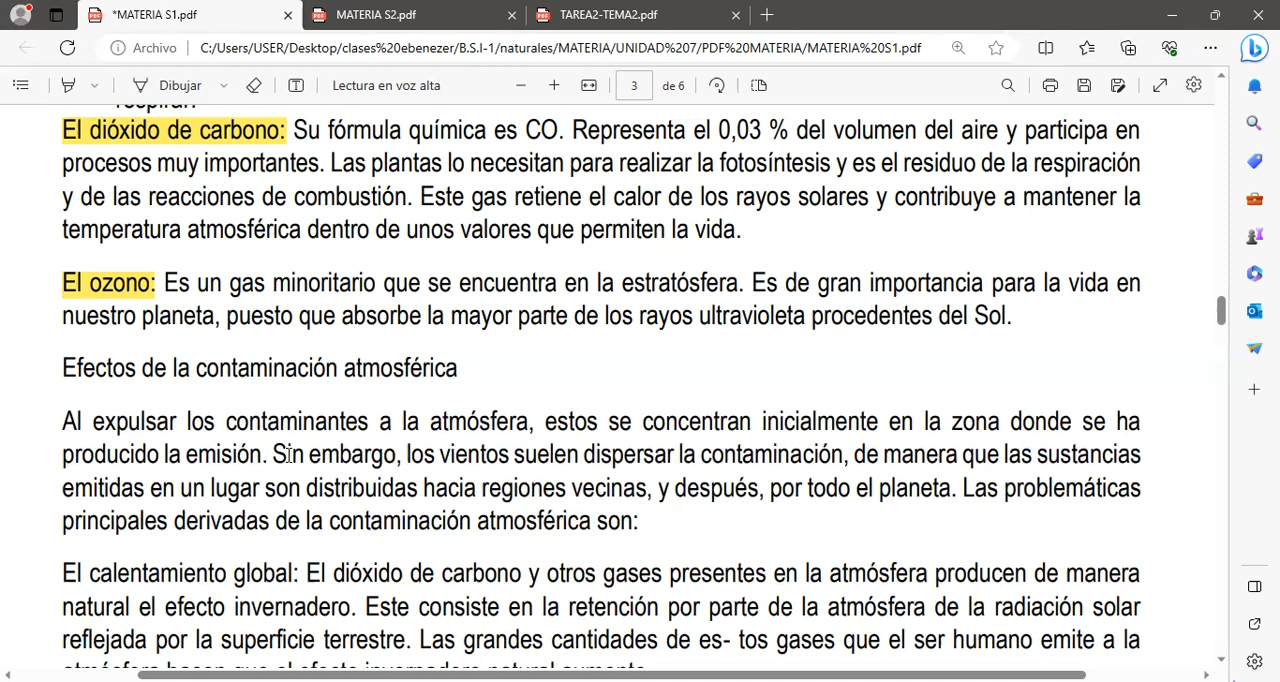 *MATERIA S1.pdf
MATERIA S2.pdf
TAREA2-TEMA2.pdf
Archivo
C:/Users/USER/Desktop/clases%20ebenezer/B.S.I-1/naturales/MATERIA/UNIDAD%207/PDF%20MATERIA/MATERIA%20S1.pdf
Dibujar
Lectura en voz alta
3 de 6
respirar.
El dióxido de carbono: Su fórmula química es CO. Representa el 0,03 % del volumen del aire y participa en
procesos muy importantes. Las plantas lo necesitan para realizar la fotosíntesis y es el residuo de la respiración
y de las reacciones de combustión. Este gas retiene el calor de los rayos solares y contribuye a mantener la
temperatura atmosférica dentro de unos valores que permiten la vida.
El ozono: Es un gas minoritario que se encuentra en la estratósfera. Es de gran importancia para la vida en
nuestro planeta, puesto que absorbe la mayor parte de los rayos ultravioleta procedentes del Sol.
Efectos de la contaminación atmosférica
Al expulsar los contaminantes a la atmósfera, estos se concentran inicialmente en la zona donde se ha
producido la emisión. Sin embargo, los vientos suelen dispersar la contaminación, de manera que las sustancias
emitidas en un lugar son distribuidas hacia regiones vecinas, y después, por todo el planeta. Las problemáticas
principales derivadas de la contaminación atmosférica son:
El calentamiento global: El dióxido de carbono y otros gases presentes en la atmósfera producen de manera
natural el efecto invernadero. Este consiste en la retención por parte de la atmósfera de la radiación solar
reflejada por la superficie terrestre. Las grandes cantidades de es- tos gases que el ser humano emite a la
atmósfera hacen que el efecto invernadero natural aumente.